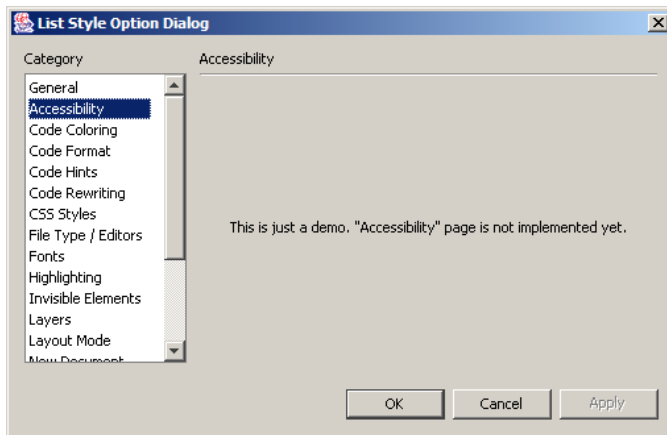 List Style Option Dialog
Category
General
Accessibility
Code Coloring
Code Format
Code Hints
Code Rewriting
CSS Styles
File Type / Editors
Fonts
Highlighting
Invisible Elements
Layers
Layout Mode
New Document
Accessibility
This is just a demo. "Accessibility" page is not implemented yet.
OK Cancel Apply